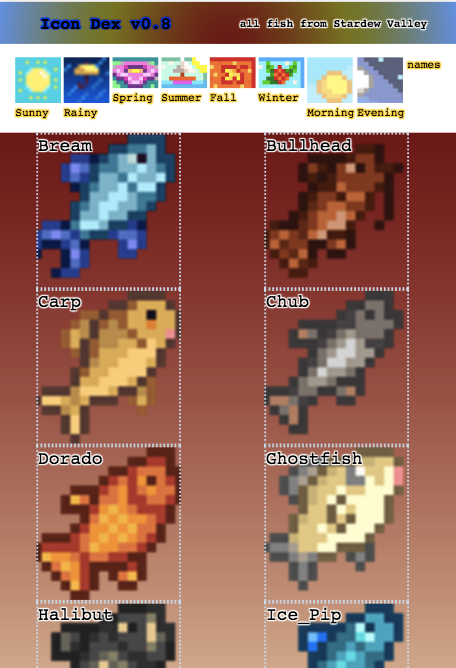 Icon Dex v0.8
all fish from Stardew Valley
Sunny Rainy Spring Summer Fall Winter Morning Evening names
Bream Bullhead
Carp Chub
Dorado Ghostfish
Halibut Ice_Pip